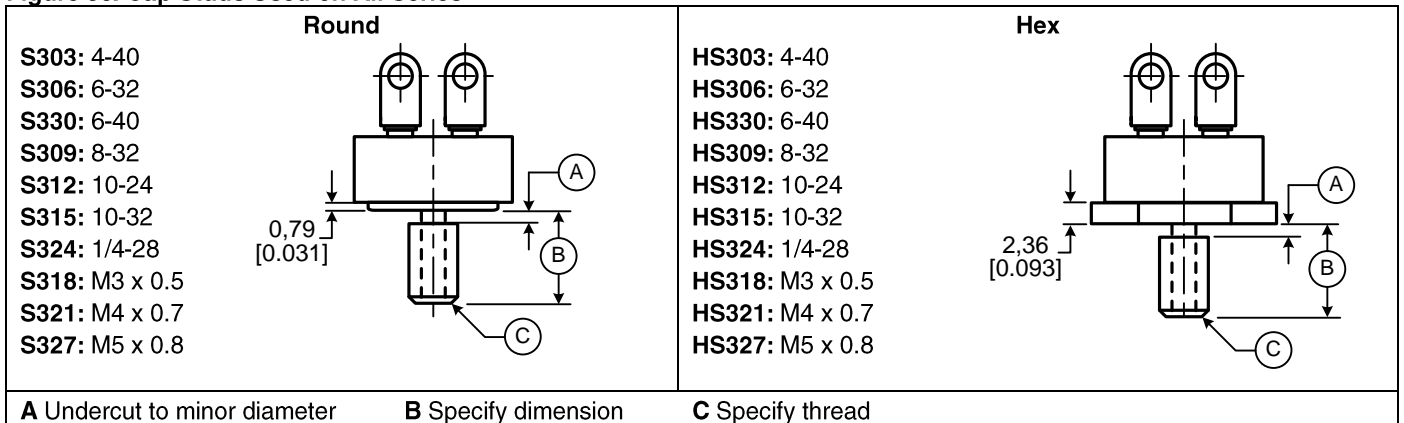 Round
S303: 4-40
S306: 6-32
S330: 6-40
S309: 8-32
S312: 10-24
S315: 10-32
S324: 1/4-28
S318: M3 x 0.5
S321: M4 x 0.7
S327: M5 x 0.8
0,79
[0.031]
A
B
C
Hex
HS303: 4-40
HS306: 6-32
HS330: 6-40
HS309: 8-32
HS312: 10-24
HS315: 10-32
HS324: 1/4-28
HS318: M3 x 0.5
HS321: M4 x 0.7
HS327: M5 x 0.8
2,36
[0.093]
A
B
C
A Undercut to minor diameter B Specify dimension C Specify thread